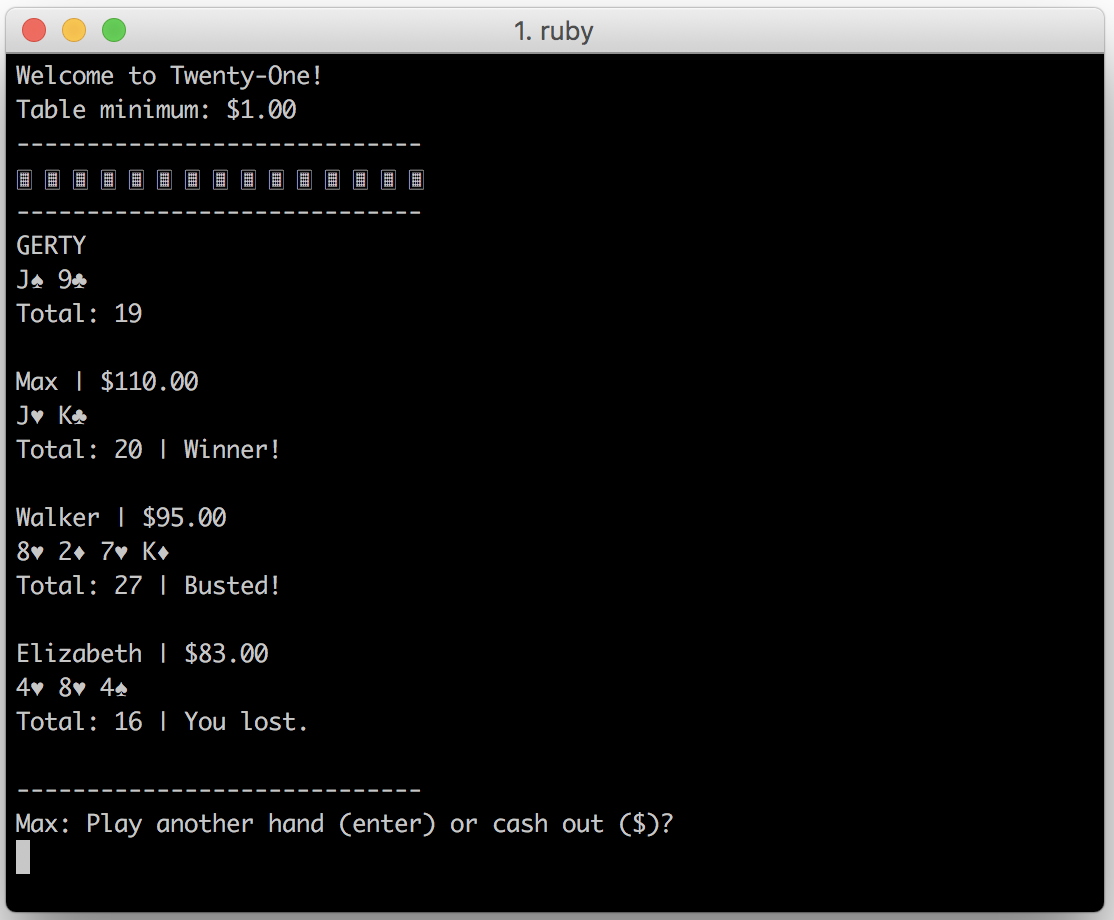 1. ruby
Welcome to Twenty-One!
Table minimum: $1.00
-----------------------------
🂠 🂠 🂠 🂠 🂠 🂠 🂠 🂠 🂠 🂠 🂠 🂠 🂠 🂠 🂠
-----------------------------
GERTY
J♠ 9♣
Total: 19
Max | $110.00
J♥ K♣
Total: 20 | Winner!
Walker | $95.00
8♥ 2♦ 7♥ K♦
Total: 27 | Busted!
Elizabeth | $83.00
4♥ 8♥ 4♠
Total: 16 | You lost.
-----------------------------
Max: Play another hand (enter) or cash out ($)?